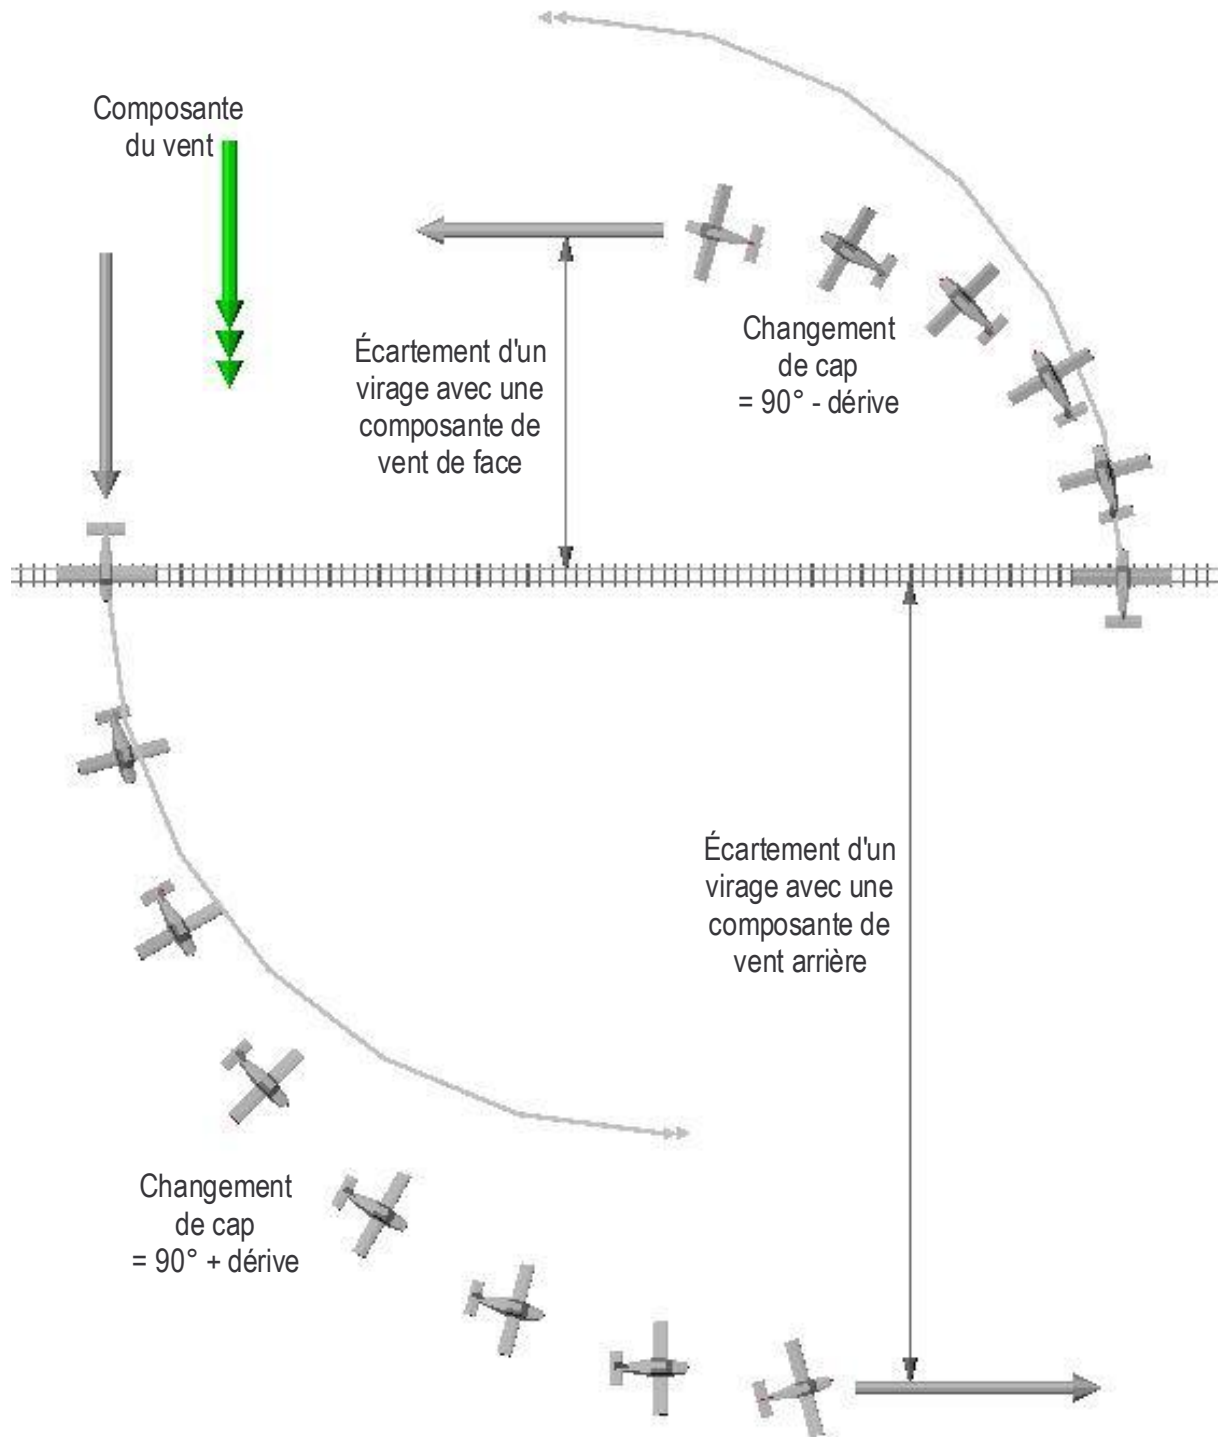 Composante
du vent
Écartement d'un
virage avec une
composante de
vent de face
Changement
de cap
= 90° - dérive
Écartement d'un
virage avec une
composante de
vent arrière
Changement
de cap
= 90° + dérive